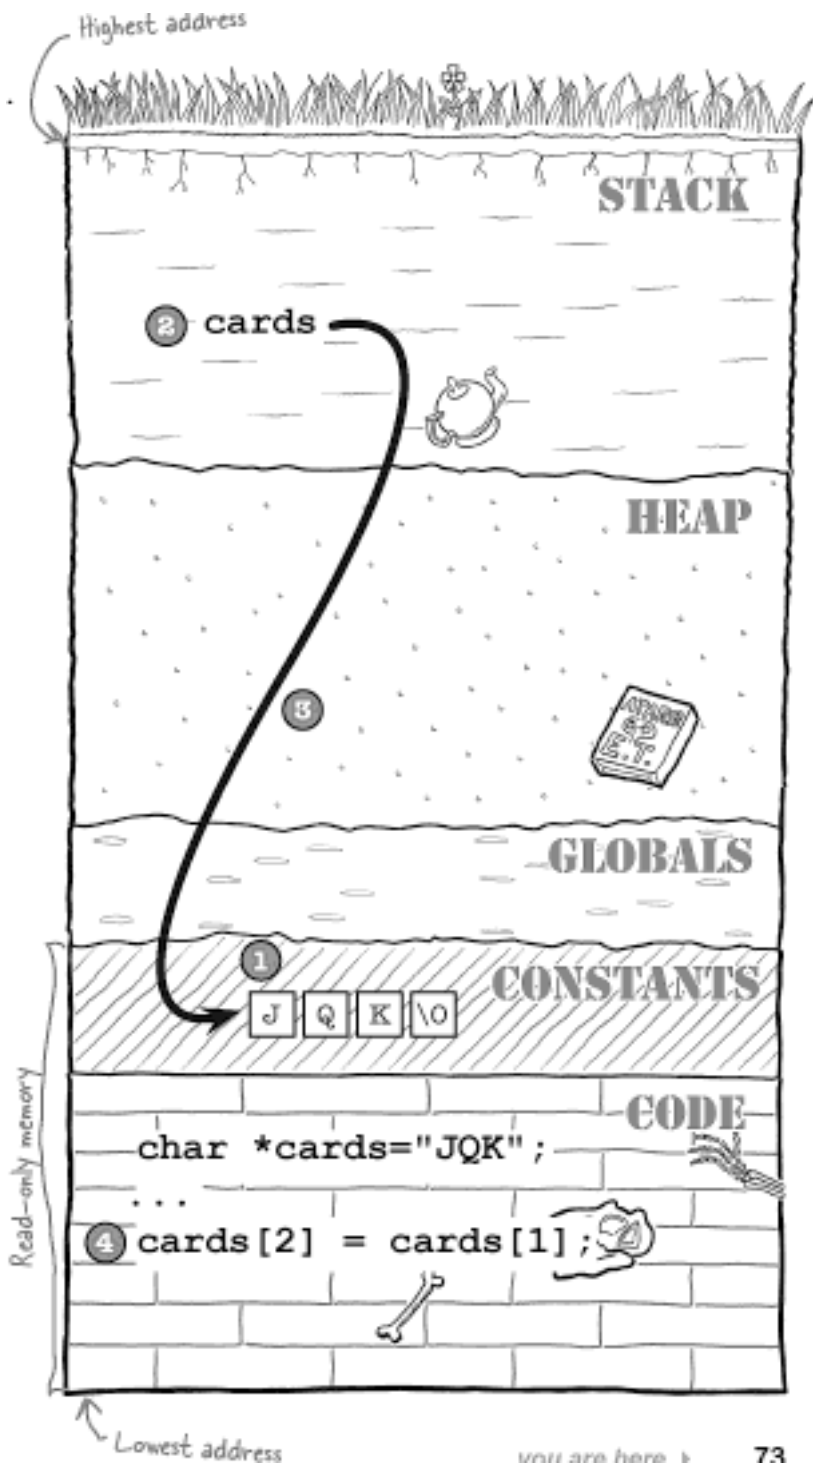 Highest address
STACK
2 cards
HEAP
3
E.T.
GLOBALS
1
CONSTANTS
J Q K \0
Read-only memory
CODE
char *cards="JQK";
...
4 cards[2] = cards[1];
Lowest address
you are here ▸ 73